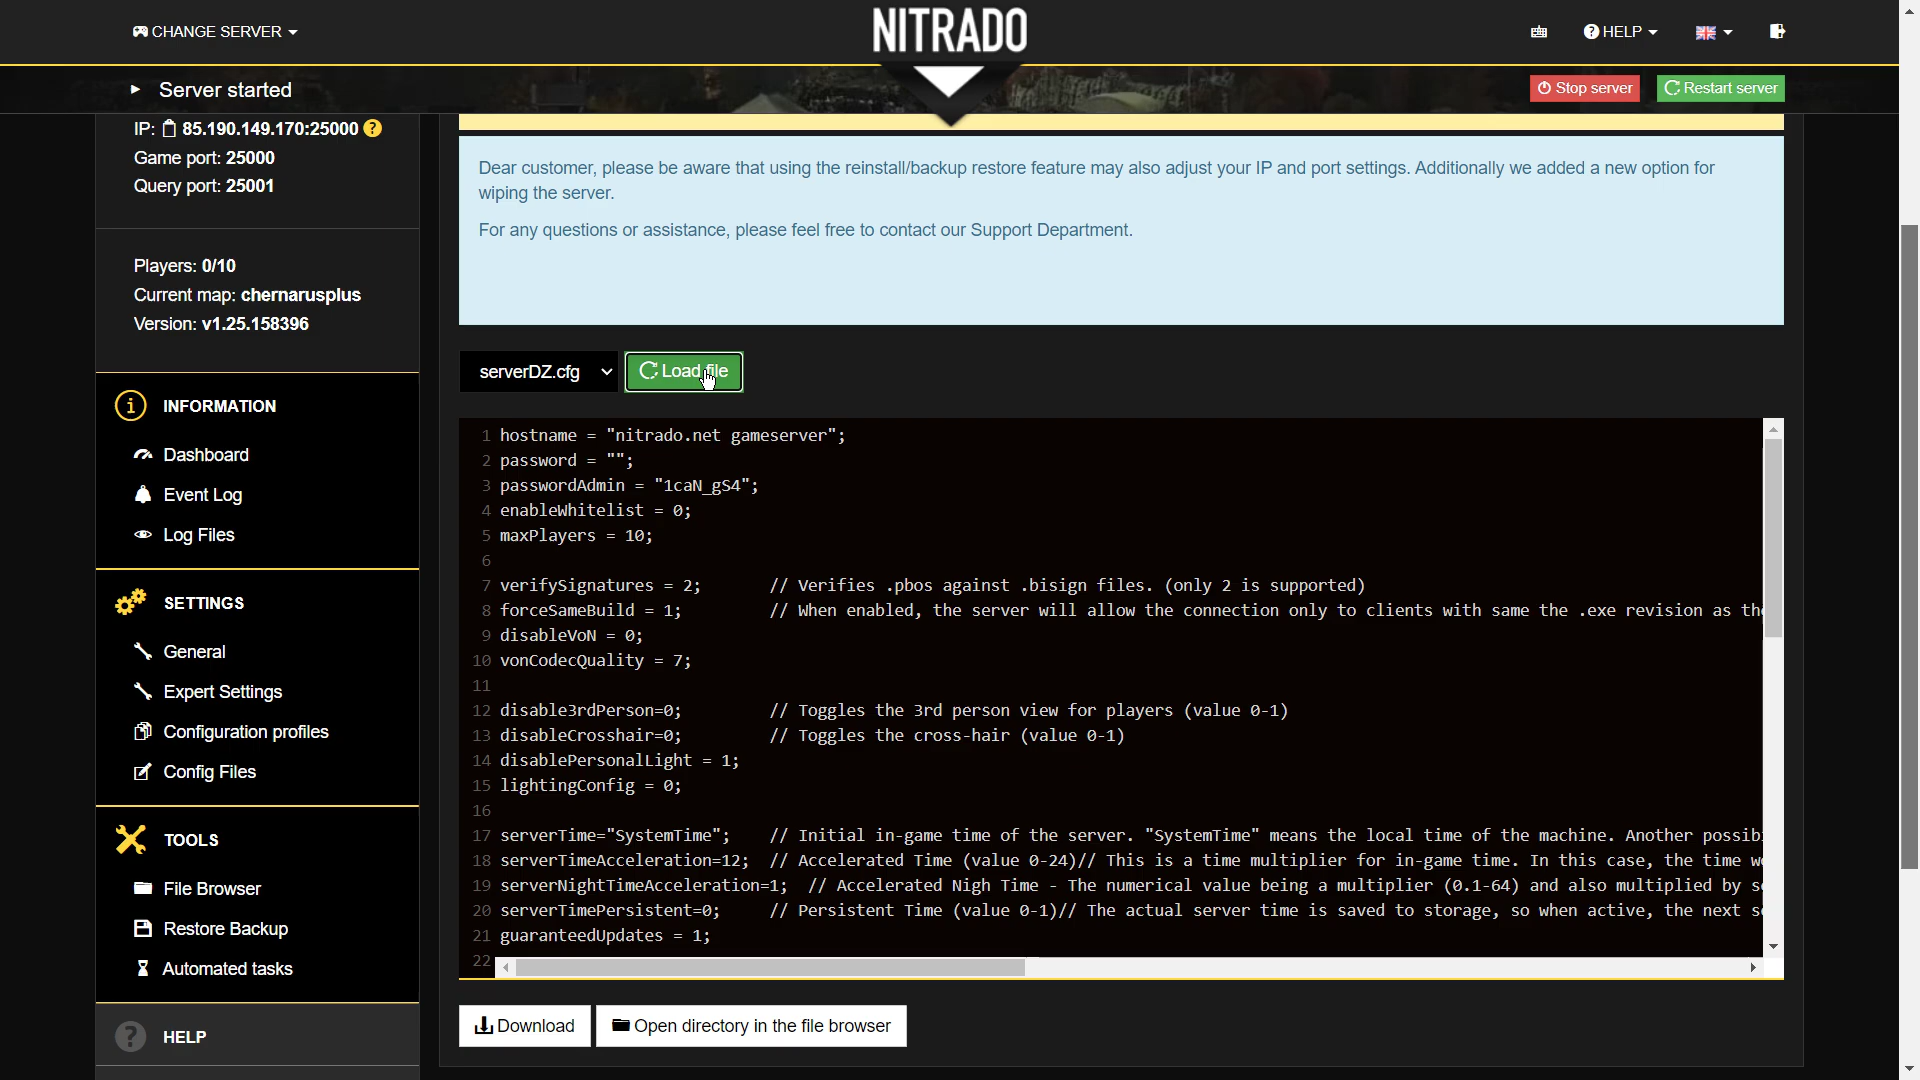 CHANGE SERVER
NITRADO
HELP
Server started
Stop server
Restart server
IP: 85.190.149.170:25000 ?
Game port: 25000
Query port: 25001
Players: 0/10
Current map: chernarusplus
Version: v1.25.158396
INFORMATION
Dashboard
Event Log
Log Files
SETTINGS
General
Expert Settings
Configuration profiles
Config Files
TOOLS
File Browser
Restore Backup
Automated tasks
? HELP
Dear customer, please be aware that using the reinstall/backup restore feature may also adjust your IP and port settings. Additionally we added a new option for
wiping the server.
For any questions or assistance, please feel free to contact our Support Department.
serverDZ.cfg
Load file
1 hostname = "nitrado.net gameserver";
2 password = "";
3 passwordAdmin = "1caN_gS4";
4 enableWhitelist = 0;
5 maxPlayers = 10;
6
7 verifySignatures = 2; // Verifies .pbos against .bisign files. (only 2 is supported)
8 forceSameBuild = 1; // When enabled, the server will allow the connection only to clients with same the .exe revision as the
9 disableVoN = 0;
10 vonCodecQuality = 7;
11
12 disable3rdPerson=0; // Toggles the 3rd person view for players (value 0-1)
13 disableCrosshair=0; // Toggles the cross-hair (value 0-1)
14 disablePersonalLight = 1;
15 lightingConfig = 0;
16
17 serverTime="SystemTime"; // Initial in-game time of the server. "SystemTime" means the local time of the machine. Another possib
18 serverTimeAcceleration=12; // Accelerated Time (value 0-24)// This is a time multiplier for in-game time. In this case, the time w
19 serverNightTimeAcceleration=1; // Accelerated Nigh Time - The numerical value being a multiplier (0.1-64) and also multiplied by s
20 serverTimePersistent=0; // Persistent Time (value 0-1)// The actual server time is saved to storage, so when active, the next s
21 guaranteedUpdates = 1;
22
Download
Open directory in the file browser